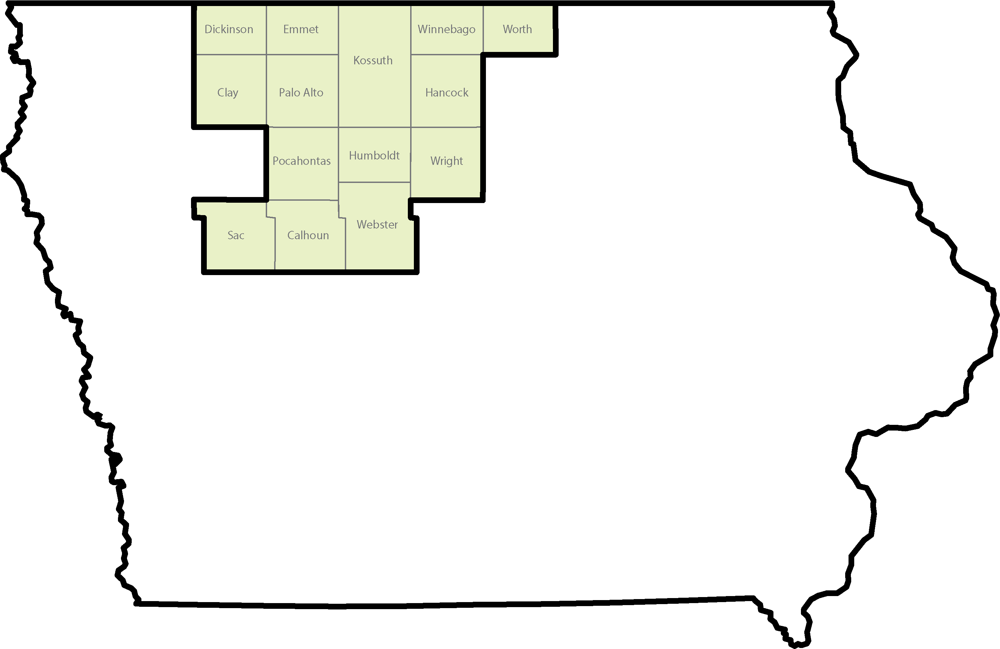 Dickinson
Emmet
Kossuth
Winnebago
Worth
Clay
Palo Alto
Hancock
Pocahontas
Humboldt
Wright
Sac
Calhoun
Webster